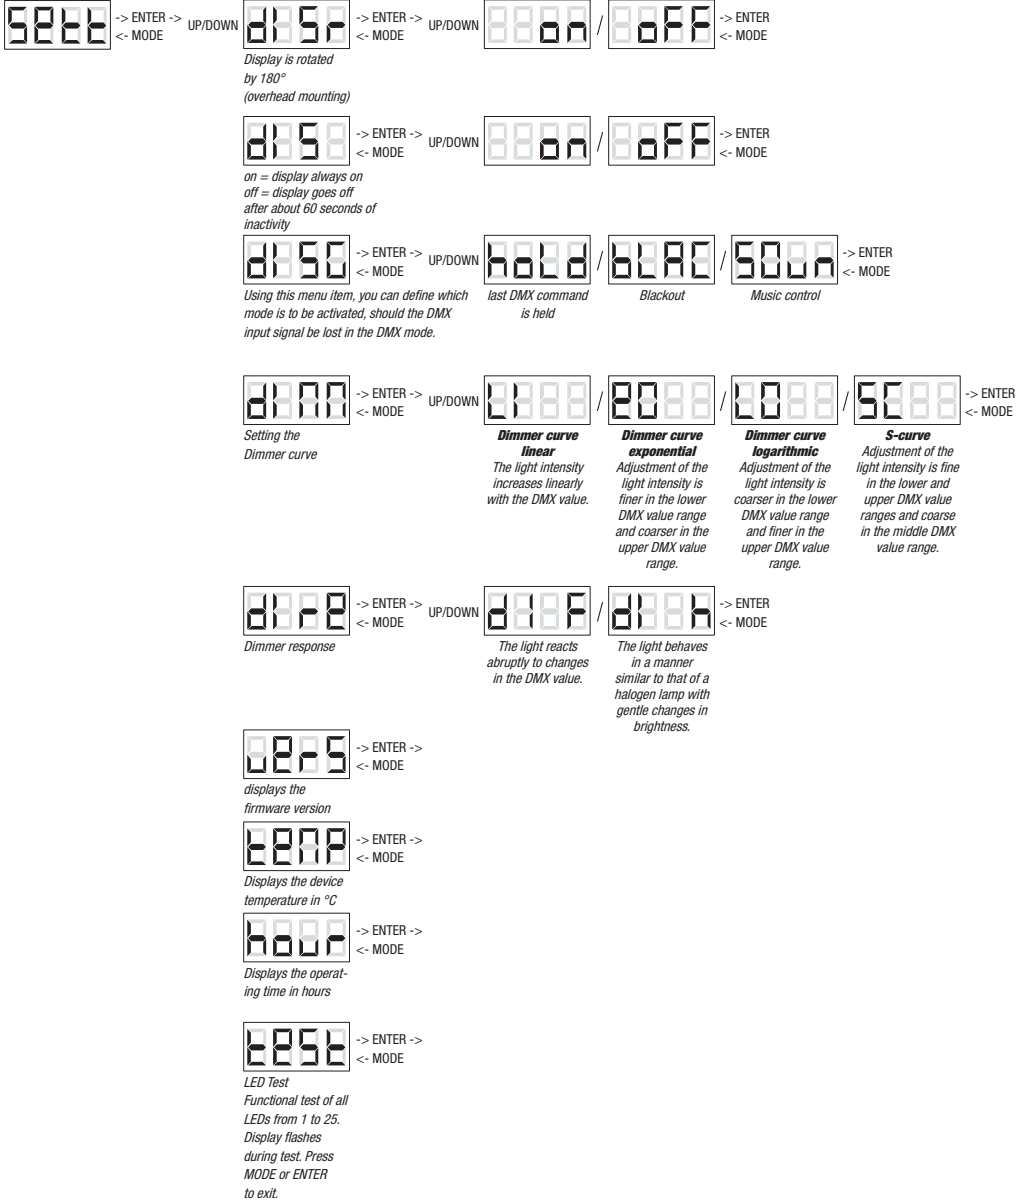 Sett -> ENTER -> UP/DOWN diSr -> ENTER -> UP/DOWN on / oFF -> ENTER
<- MODE <- MODE <- MODE
Display is rotated
by 180°
(overhead mounting)
diS -> ENTER -> UP/DOWN on / oFF -> ENTER
<- MODE <- MODE
on = display always on
off = display goes off
after about 60 seconds of
inactivity
diSG -> ENTER -> UP/DOWN hoLd / bLAC / SOun -> ENTER
<- MODE <- MODE
Using this menu item, you can define which
mode is to be activated, should the DMX
input signal be lost in the DMX mode.
last DMX command
is held
Blackout
Music control
diMM -> ENTER -> UP/DOWN LI / eO / LO / SC -> ENTER
<- MODE <- MODE
Setting the
Dimmer curve
Dimmer curve
linear
The light intensity
increases linearly
with the DMX value.
Dimmer curve
exponential
Adjustment of the
light intensity is
finer in the lower
DMX value range
and coarser in the
upper DMX value
range.
Dimmer curve
logarithmic
Adjustment of the
light intensity is
coarser in the lower
DMX value range
and finer in the
upper DMX value
range.
S-curve
Adjustment of the
light intensity is fine
in the lower and
upper DMX value
ranges and coarse
in the middle DMX
value range.
dire -> ENTER -> UP/DOWN di F / di h -> ENTER
<- MODE <- MODE
Dimmer response
The light reacts
abruptly to changes
in the DMX value.
The light behaves
in a manner
similar to that of a
halogen lamp with
gentle changes in
brightness.
verS -> ENTER ->
<- MODE
displays the
firmware version
teMP -> ENTER ->
<- MODE
Displays the device
temperature in °C
hour -> ENTER ->
<- MODE
Displays the operat-
ing time in hours
teSt -> ENTER ->
<- MODE
LED Test
Functional test of all
LEDs from 1 to 25.
Display flashes
during test. Press
MODE or ENTER
to exit.